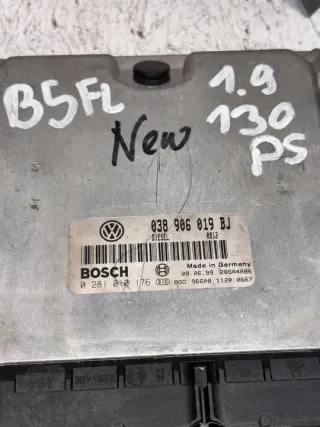 B5FL
1.9
130
PS
New
038 906 019 BJ
DIESEL 0812
BOSCH
Made in Germany
0 281 010 176